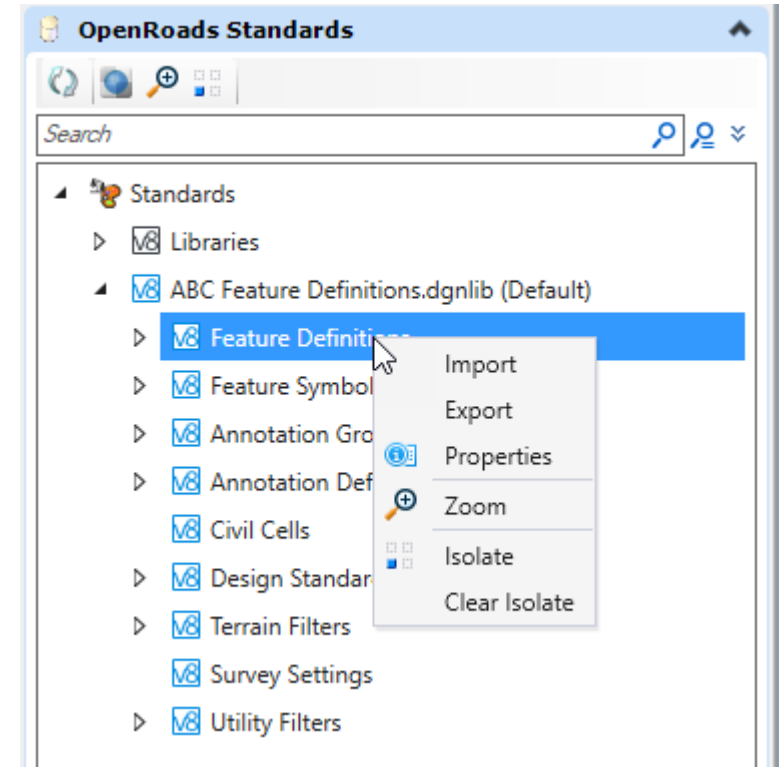 OpenRoads Standards
Search
Standards
Libraries
ABC Feature Definitions.dgnlib (Default)
Feature Definitions
Import
Feature Symbol
Export
Annotation Gro
Properties
Annotation Def
Zoom
Civil Cells
Isolate
Design Standar
Clear Isolate
Terrain Filters
Survey Settings
Utility Filters